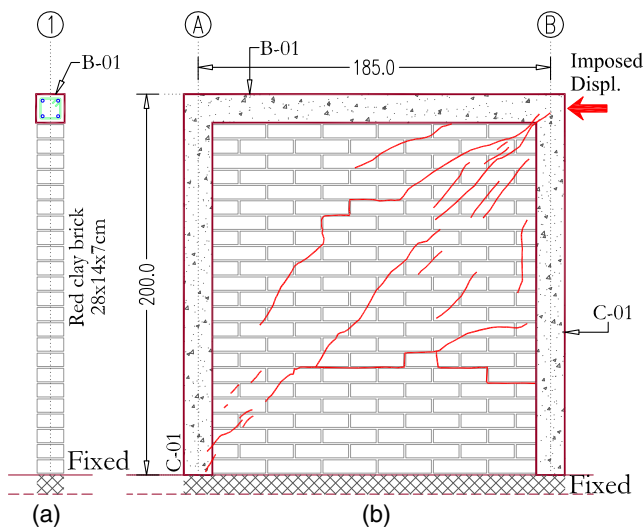 1
A
B
B-01
B-01
185.0
Imposed
Displ.
Red clay brick
28x14x7cm
200.0
C-01
C-01
Fixed
Fixed
(a)
(b)